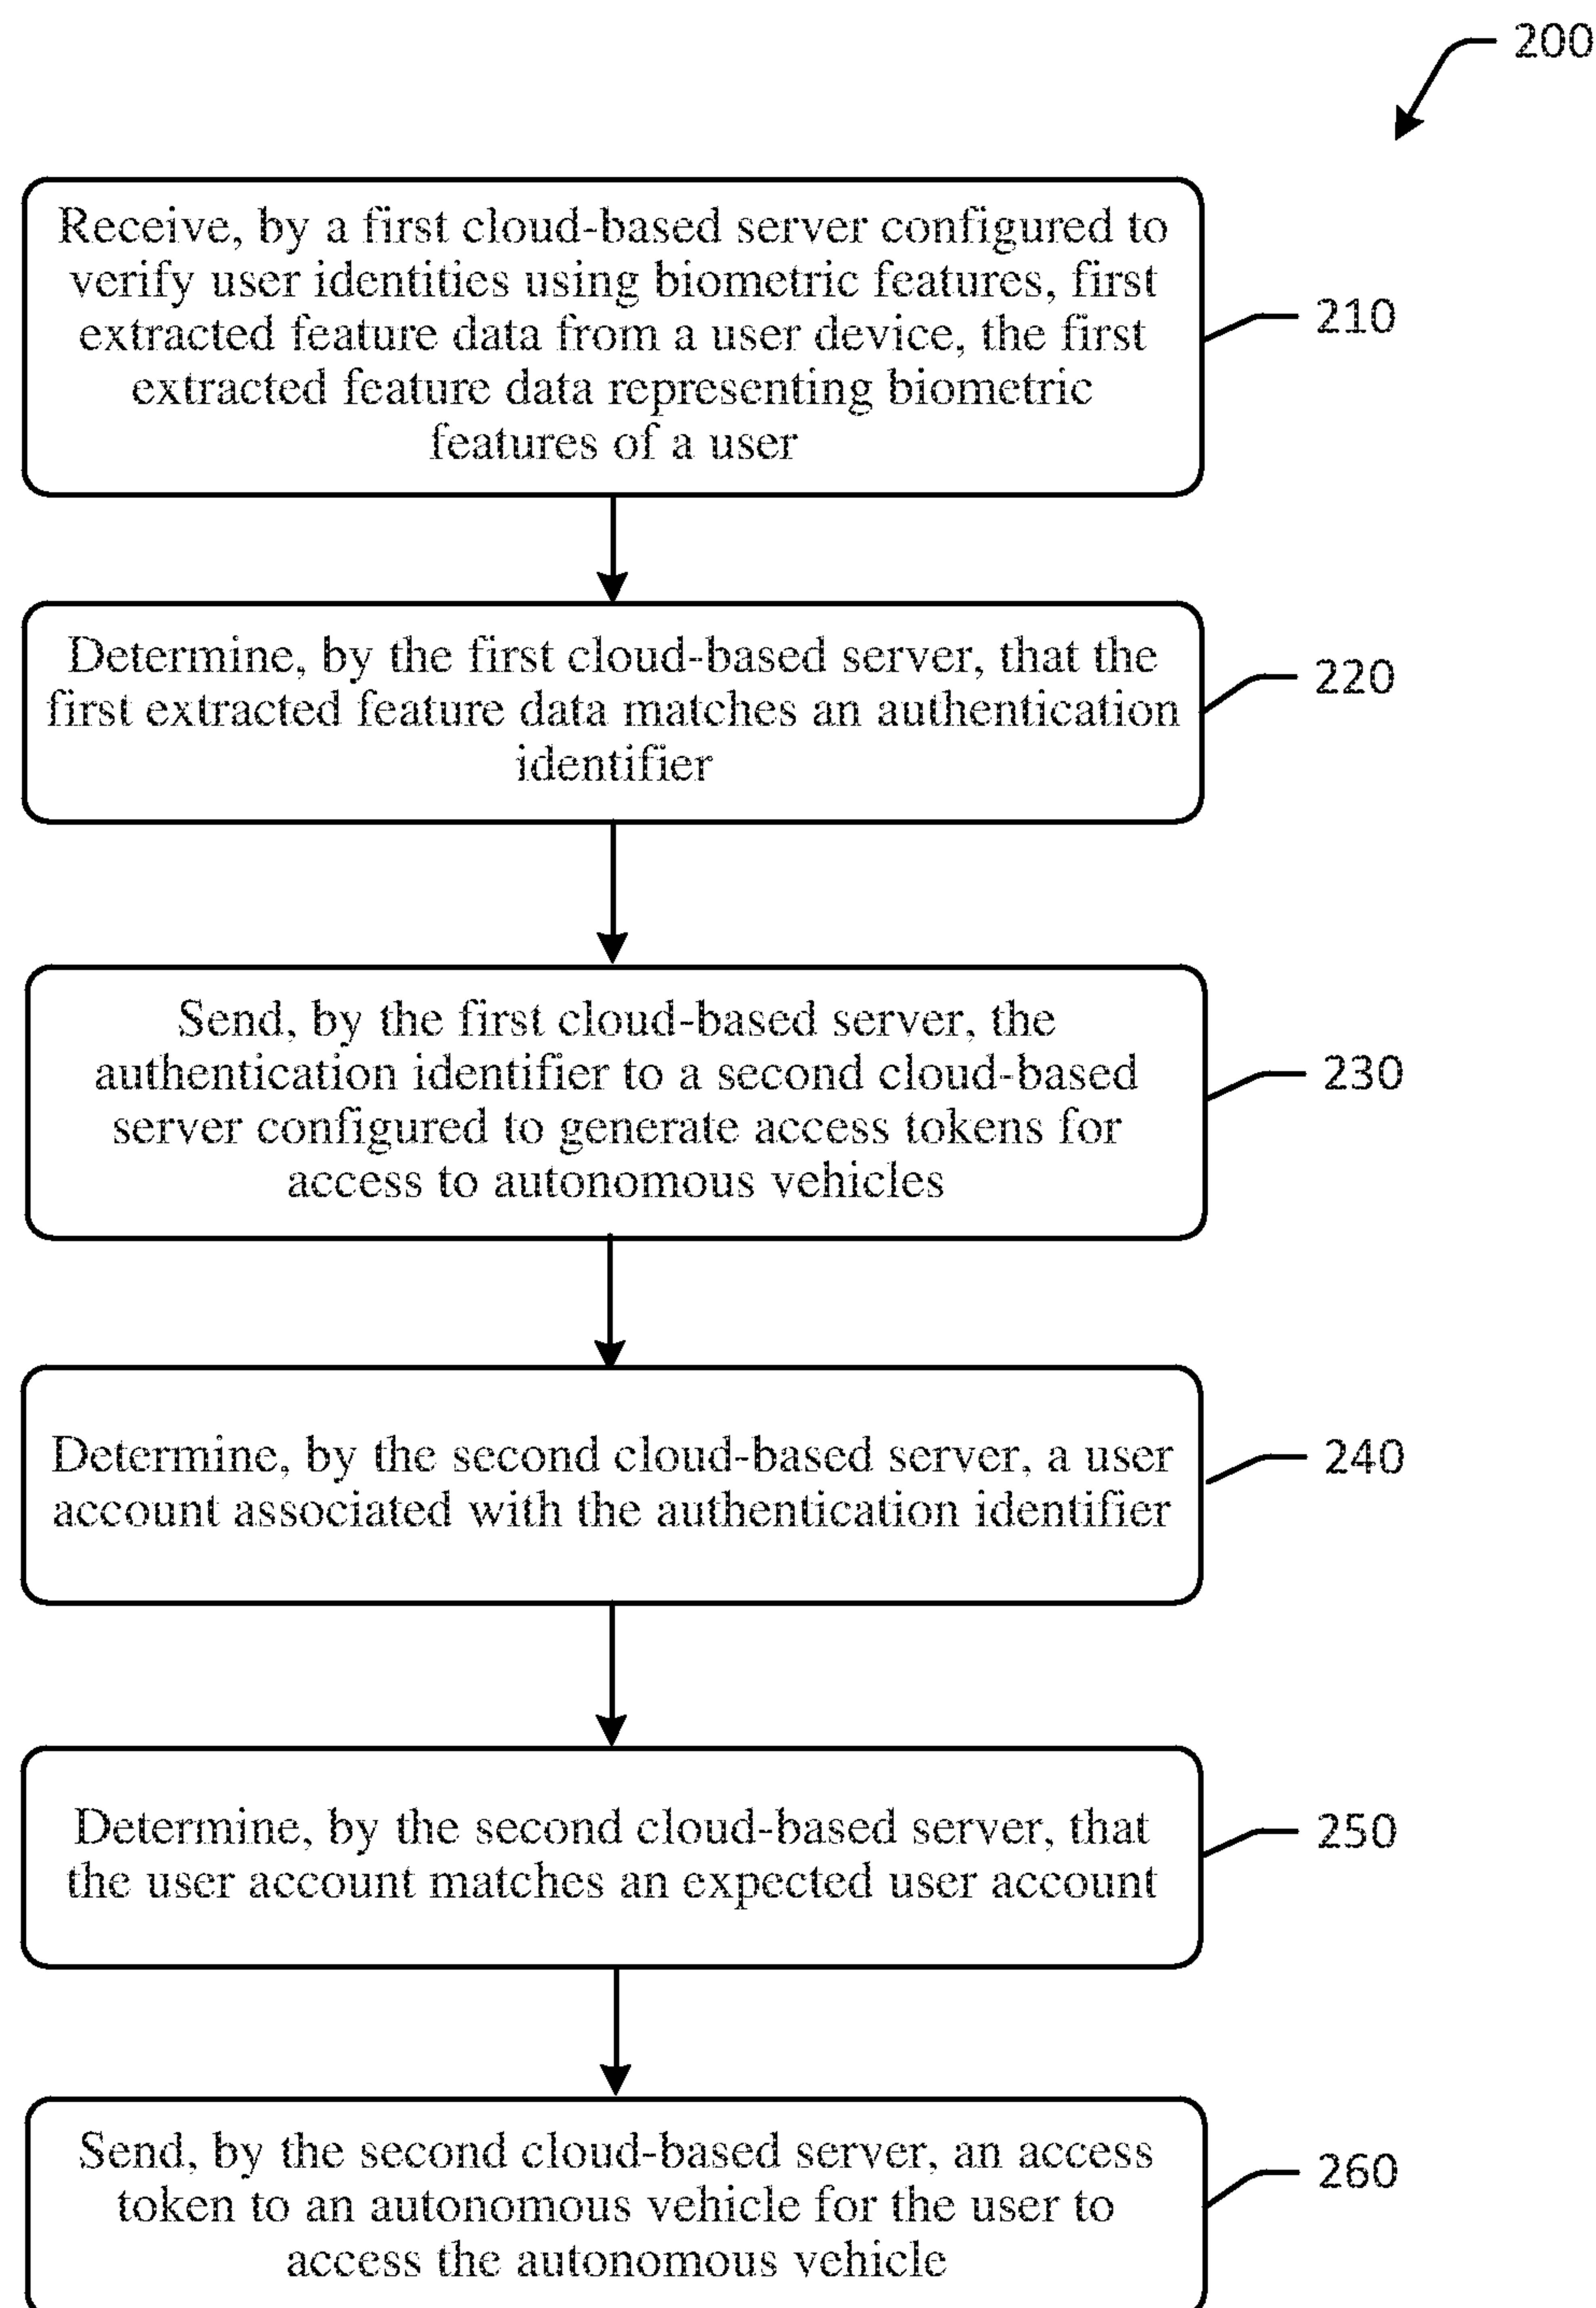 200
Receive, by a first cloud-based server configured to
verify user identities using biometric features, first
extracted feature data from a user device, the first
extracted feature data representing biometric
features of a user
210
Determine, by the first cloud-based server, that the
first extracted feature data matches an authentication
identifier
220
Send, by the first cloud-based server, the
authentication identifier to a second cloud-based
server configured to generate access tokens for
access to autonomous vehicles
230
Determine, by the second cloud-based server, a user
account associated with the authentication identifier
240
Determine, by the second cloud-based server, that
the user account matches an expected user account
250
Send, by the second cloud-based server, an access
token to an autonomous vehicle for the user to
access the autonomous vehicle
260